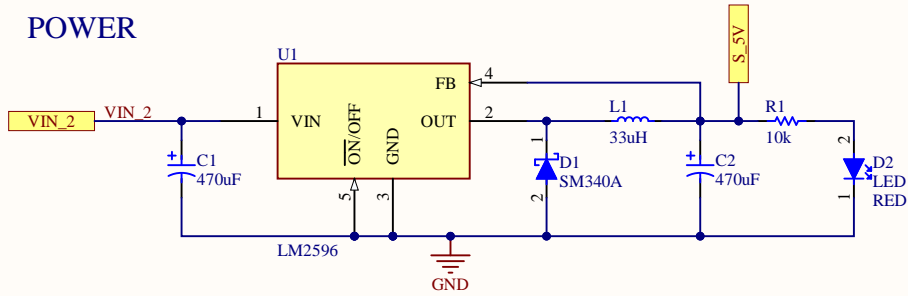 POWER
S_5V
U1
FB
4
VIN_2
VIN_2
1
VIN
OUT
2
ON/OFF
GND
5
3
LM2596
C1
470uF
L1
33uH
1
D1
SM340A
2
C2
470uF
R1
10k
2
D2
LED
RED
1
GND